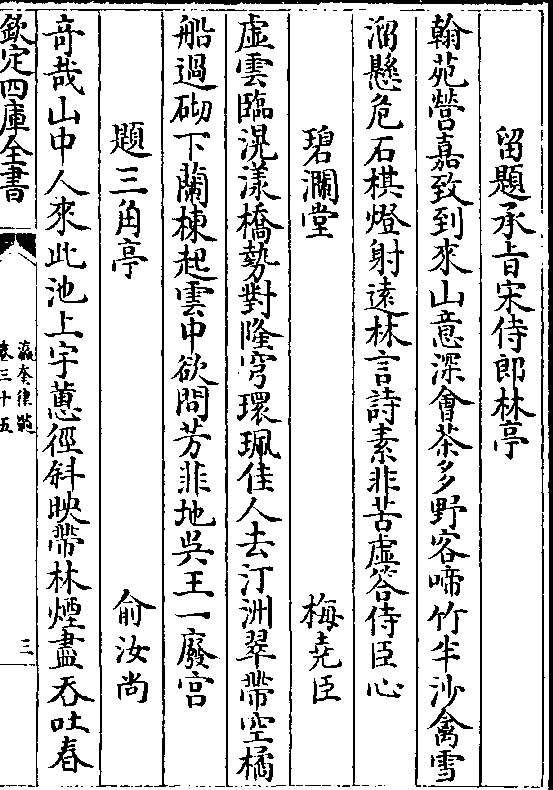 留題承旨宋侍郎林亭
翰苑營嘉致到來山意深會茶多野客啼竹半沙禽雪
溜懸危石棋燈射遠林言詩素非苦虛答侍臣心
碧瀾堂　梅堯臣
虛雲臨滉漾橋勢對隆穹環珮佳人去汀洲翠帶空橘
船過砌下蘭棟起雲中欲問芳菲地吳王一廢宫
題三角亭　俞汝尚
奇哉山中人來此池上宇蔥徑斜映帶林煙盡吞吐春
欽定四庫全書
瀛奎律髓
卷三十五
三